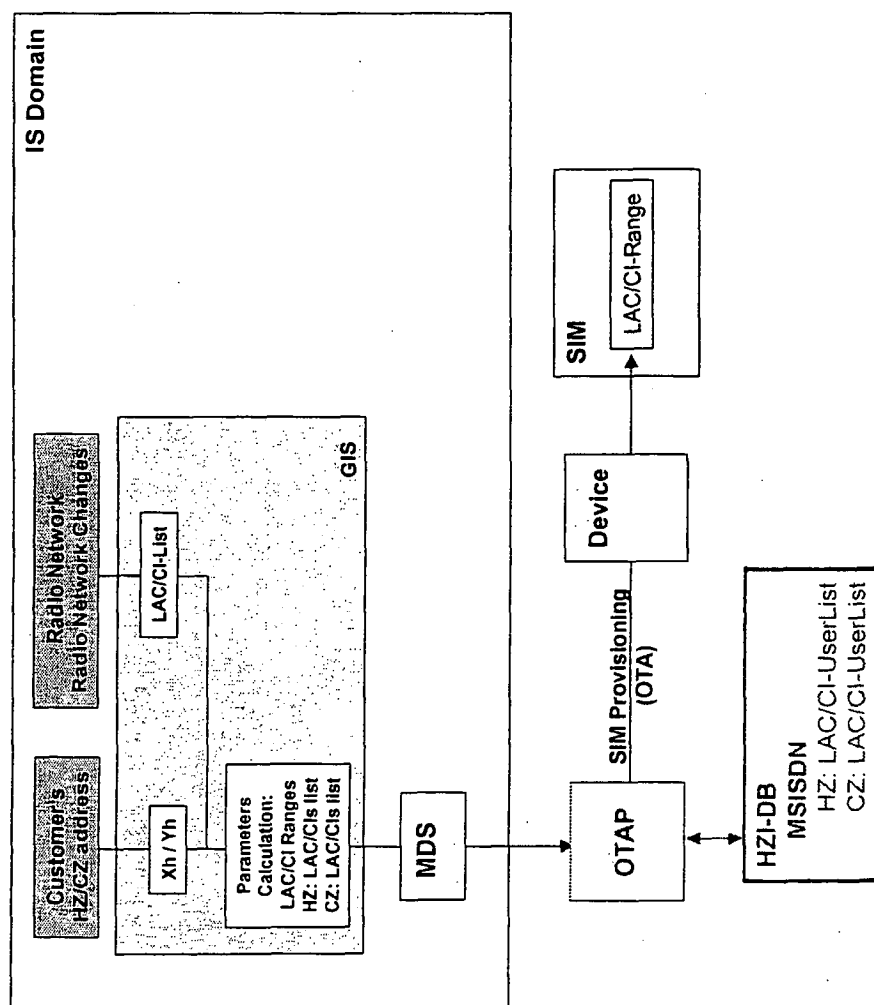 IS Domain
Customer's
HZ/CZ address
Radio Network
Radio Network Changes
Xh / Yh
LAC/CI-List
Parameters
Calculation:
LAC/CI Ranges
HZ: LAC/CIs list
CZ: LAC/CIs list
GIS
MDS
OTAP
SIM Provisioning
(OTA)
Device
SIM
LAC/CI-Range
HZI-DB
MSISDN
HZ: LAC/CI-UserList
CZ: LAC/CI-UserList